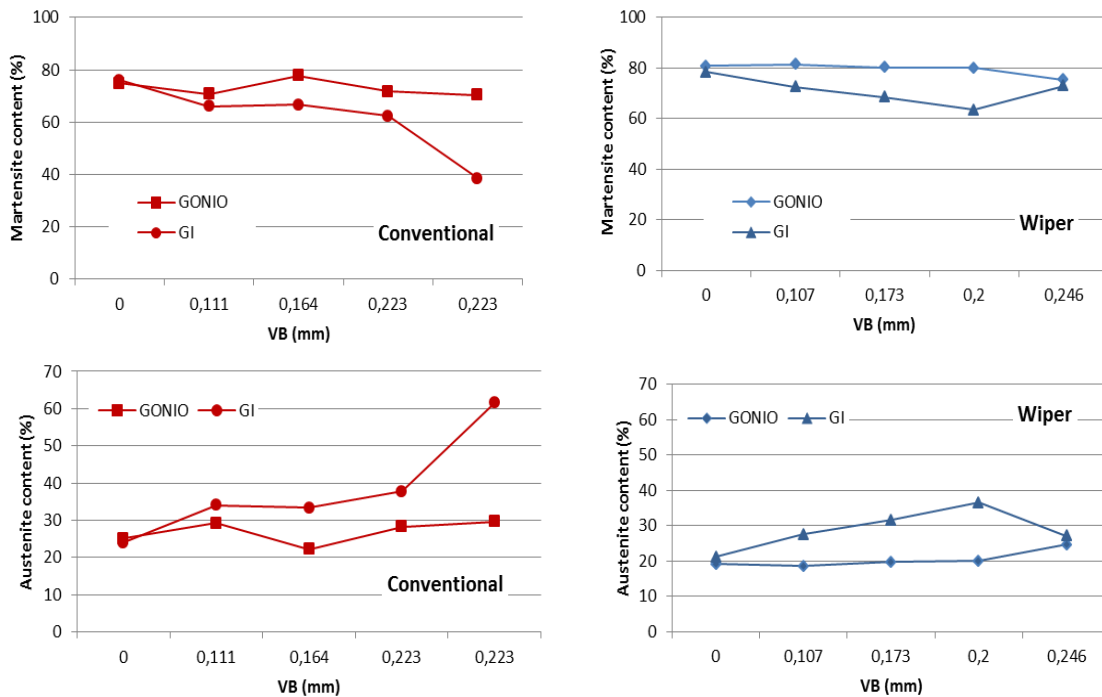 Martensite content (%)
100
80
60
40
20
0
GONIO
GI
Conventional
0 0,111 0,164 0,223 0,223
VB (mm)
Martensite content (%)
100
80
60
40
20
0
GONIO
GI
Wiper
0 0,107 0,173 0,2 0,246
VB (mm)
Austenite content (%)
70
60
50
40
30
20
10
0
GONIO GI
Conventional
0 0,111 0,164 0,223 0,223
VB (mm)
Austenite content (%)
70
60
50
40
30
20
10
0
GONIO GI
Wiper
0 0,107 0,173 0,2 0,246
VB (mm)